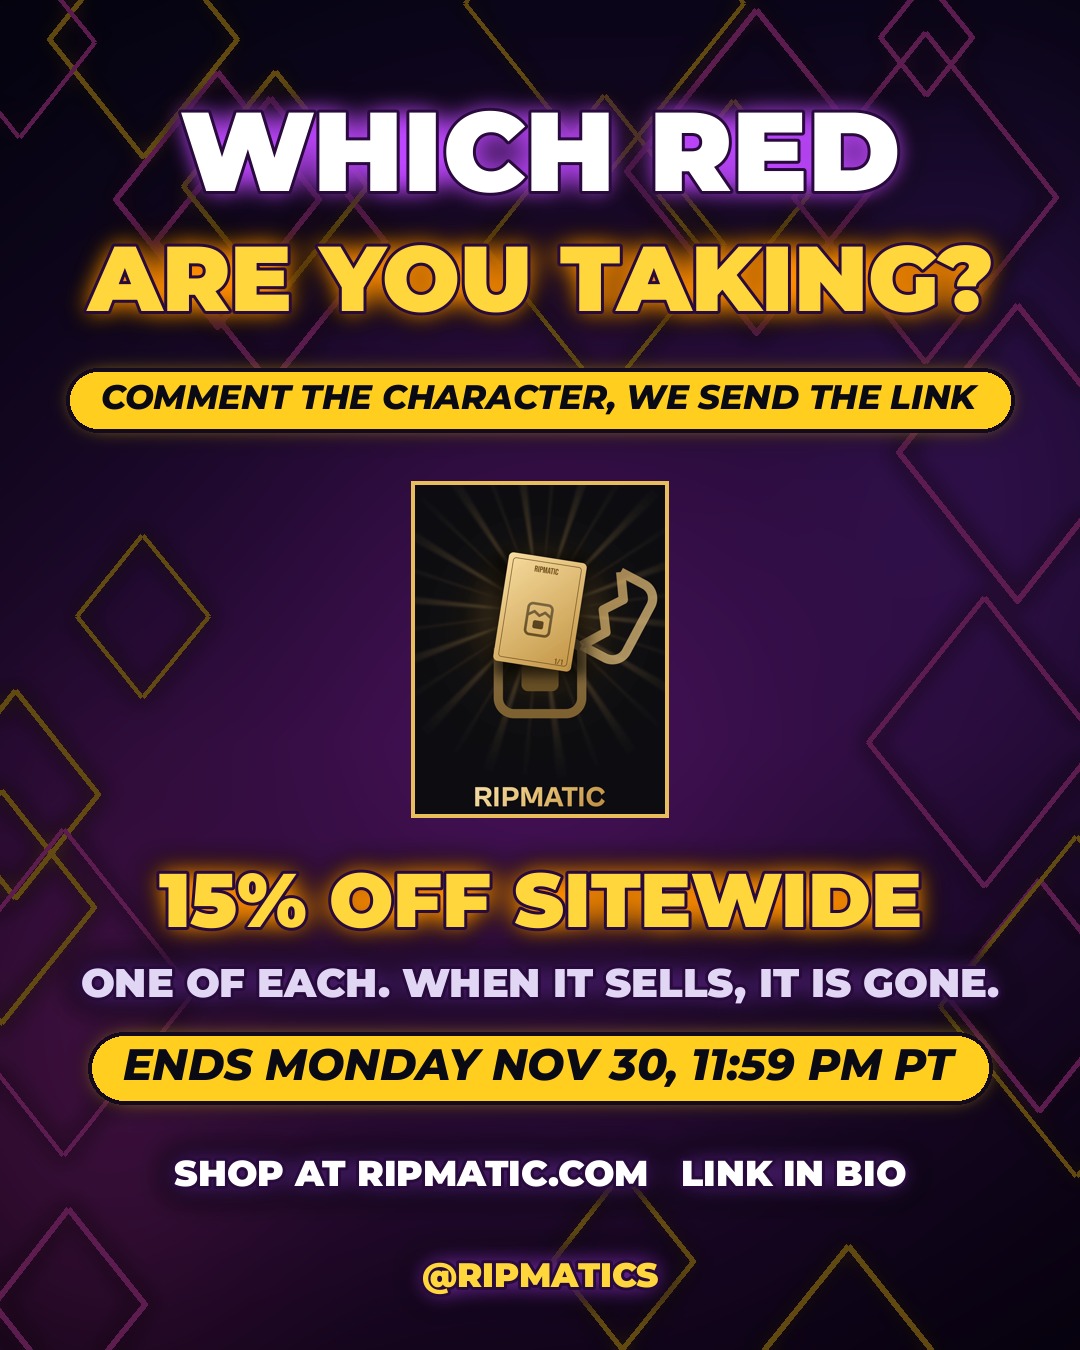 WHICH RED
ARE YOU TAKING?
COMMENT THE CHARACTER, WE SEND THE LINK
RIPMATIC
1/1
RIPMATIC
15% OFF SITEWIDE
ONE OF EACH. WHEN IT SELLS, IT IS GONE.
ENDS MONDAY NOV 30, 11:59 PM PT
SHOP AT RIPMATIC.COM LINK IN BIO
@RIPMATICS